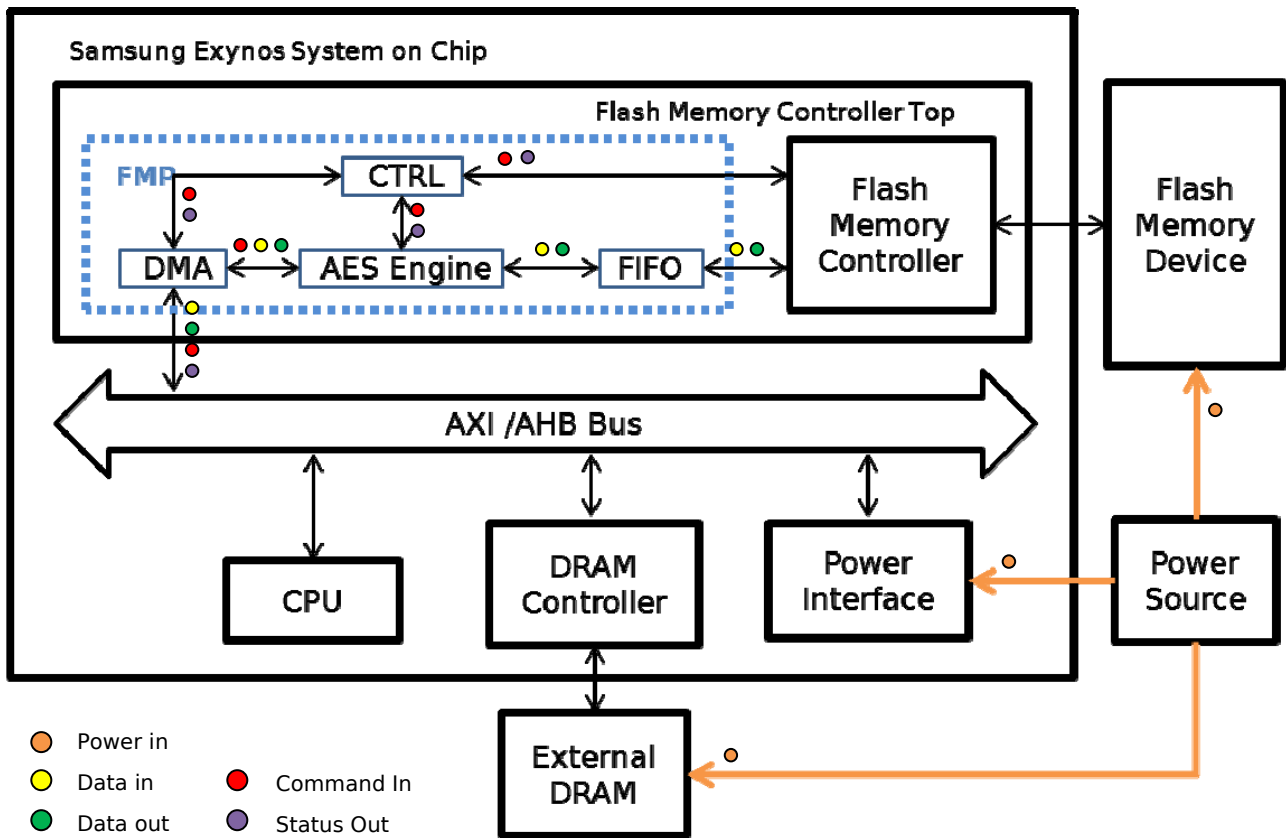 Samsung Exynos System on Chip
Flash Memory Controller Top
FMP
CTRL
DMA
AES Engine
FIFO
Flash
Memory
Controller
Flash
Memory
Device
AXI /AHB Bus
CPU
DRAM
Controller
Power
Interface
Power
Source
External
DRAM
Power in
Data in
Data out
Command In
Status Out